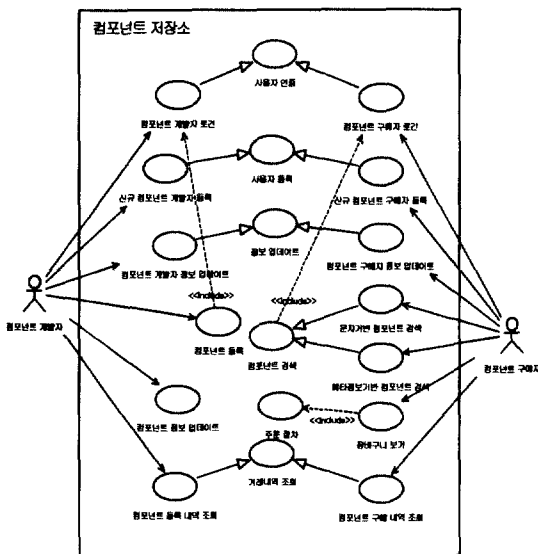 컴포넌트 저장소
사용자 인증
컴포넌트 개발자 로긴
컴포넌트 구매자 로긴
사용자 등록
신규 컴포넌트 개발자 등록
신규 컴포넌트 구매자 등록
정보 업데이트
컴포넌트 개발자 정보 업데이트
컴포넌트 구매자 정보 업데이트
<<include>>
<<include>>
문자기반 컴포넌트 검색
컴포넌트 개발자
컴포넌트 등록
컴포넌트 검색
컴포넌트 구매자
메타정보기반 컴포넌트 검색
<<include>>
컴포넌트 정보 업데이트
주문 절차
장바구니 보기
거래내역 조회
컴포넌트 등록 내역 조회
컴포넌트 구매 내역 조회